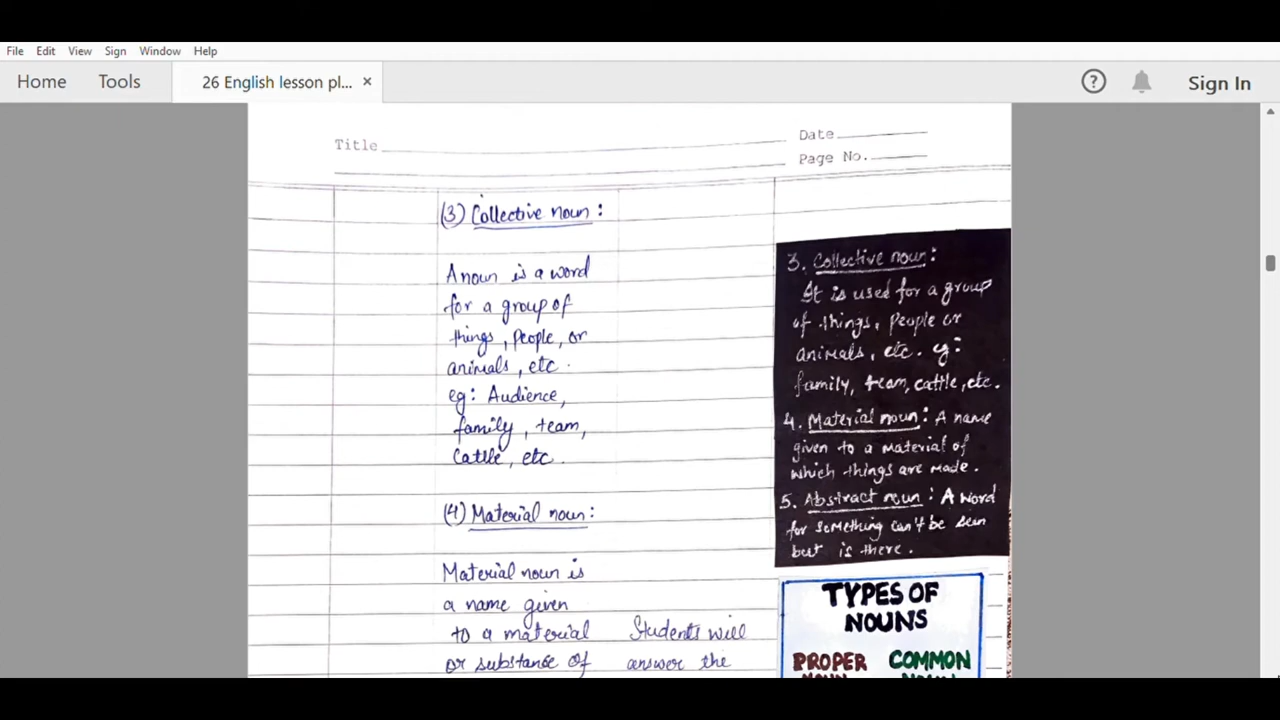 File Edit View Sign Window Help
Home Tools 26 English lesson pl... × ? Sign In
Title
Date
Page No.
(3) Collective noun:
A noun is a word
for a group of
things, people, or
animals, etc.
eg: Audience,
family, team,
Cattle, etc.
(4) Material noun:
Material noun is
a name given
to a material
or substance of
Students will
answer the
3. Collective noun:
It is used for a group
of things, people or
animals, etc. eg:
family, team, cattle, etc.
4. Material noun: A name
given to a material of
which things are made.
5. Abstract noun: A word
for something can't be seen
but is there.
TYPES OF
NOUNS
PROPER COMMON
NOUN NOUN